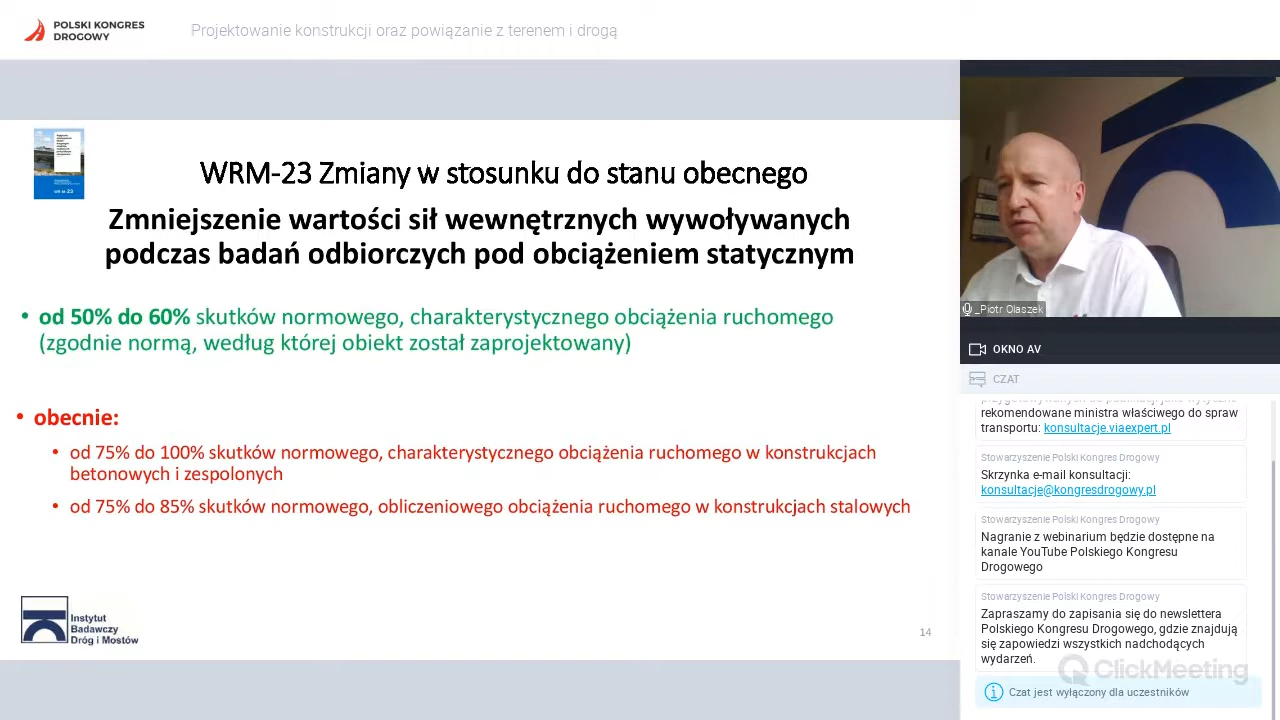 POLSKI KONGRES
DROGOWY
Projektowanie konstrukcji oraz powiązanie z terenem i drogą
WRM-23 Zmiany w stosunku do stanu obecnego
Zmniejszenie wartości sił wewnętrznych wywoływanych
podczas badań odbiorczych pod obciążeniem statycznym
• od 50% do 60% skutków normowego, charakterystycznego obciążenia ruchomego
(zgodnie normą, według której obiekt został zaprojektowany)
• obecnie:
• od 75% do 100% skutków normowego, charakterystycznego obciążenia ruchomego w konstrukcjach
betonowych i zespolonych
• od 75% do 85% skutków normowego, obliczeniowego obciążenia ruchomego w konstrukcjach stalowych
Instytut
Badawczy
Dróg i Mostów
14
_Piotr Olaszek
OKNO AV
CZAT
rekomendowane ministra właściwego do spraw
transportu: konsultacje.viaexpert.pl
Stowarzyszenie Polski Kongres Drogowy
Skrzynka e-mail konsultacji:
konsultacje@kongresdrogowy.pl
Stowarzyszenie Polski Kongres Drogowy
Nagranie z webinarium będzie dostępne na
kanale YouTube Polskiego Kongresu
Drogowego
Stowarzyszenie Polski Kongres Drogowy
Zapraszamy do zapisania się do newslettera
Polskiego Kongresu Drogowego, gdzie znajdują
się zapowiedzi wszystkich nadchodzących
wydarzeń.
ClickMeeting
Czat jest wyłączony dla uczestników